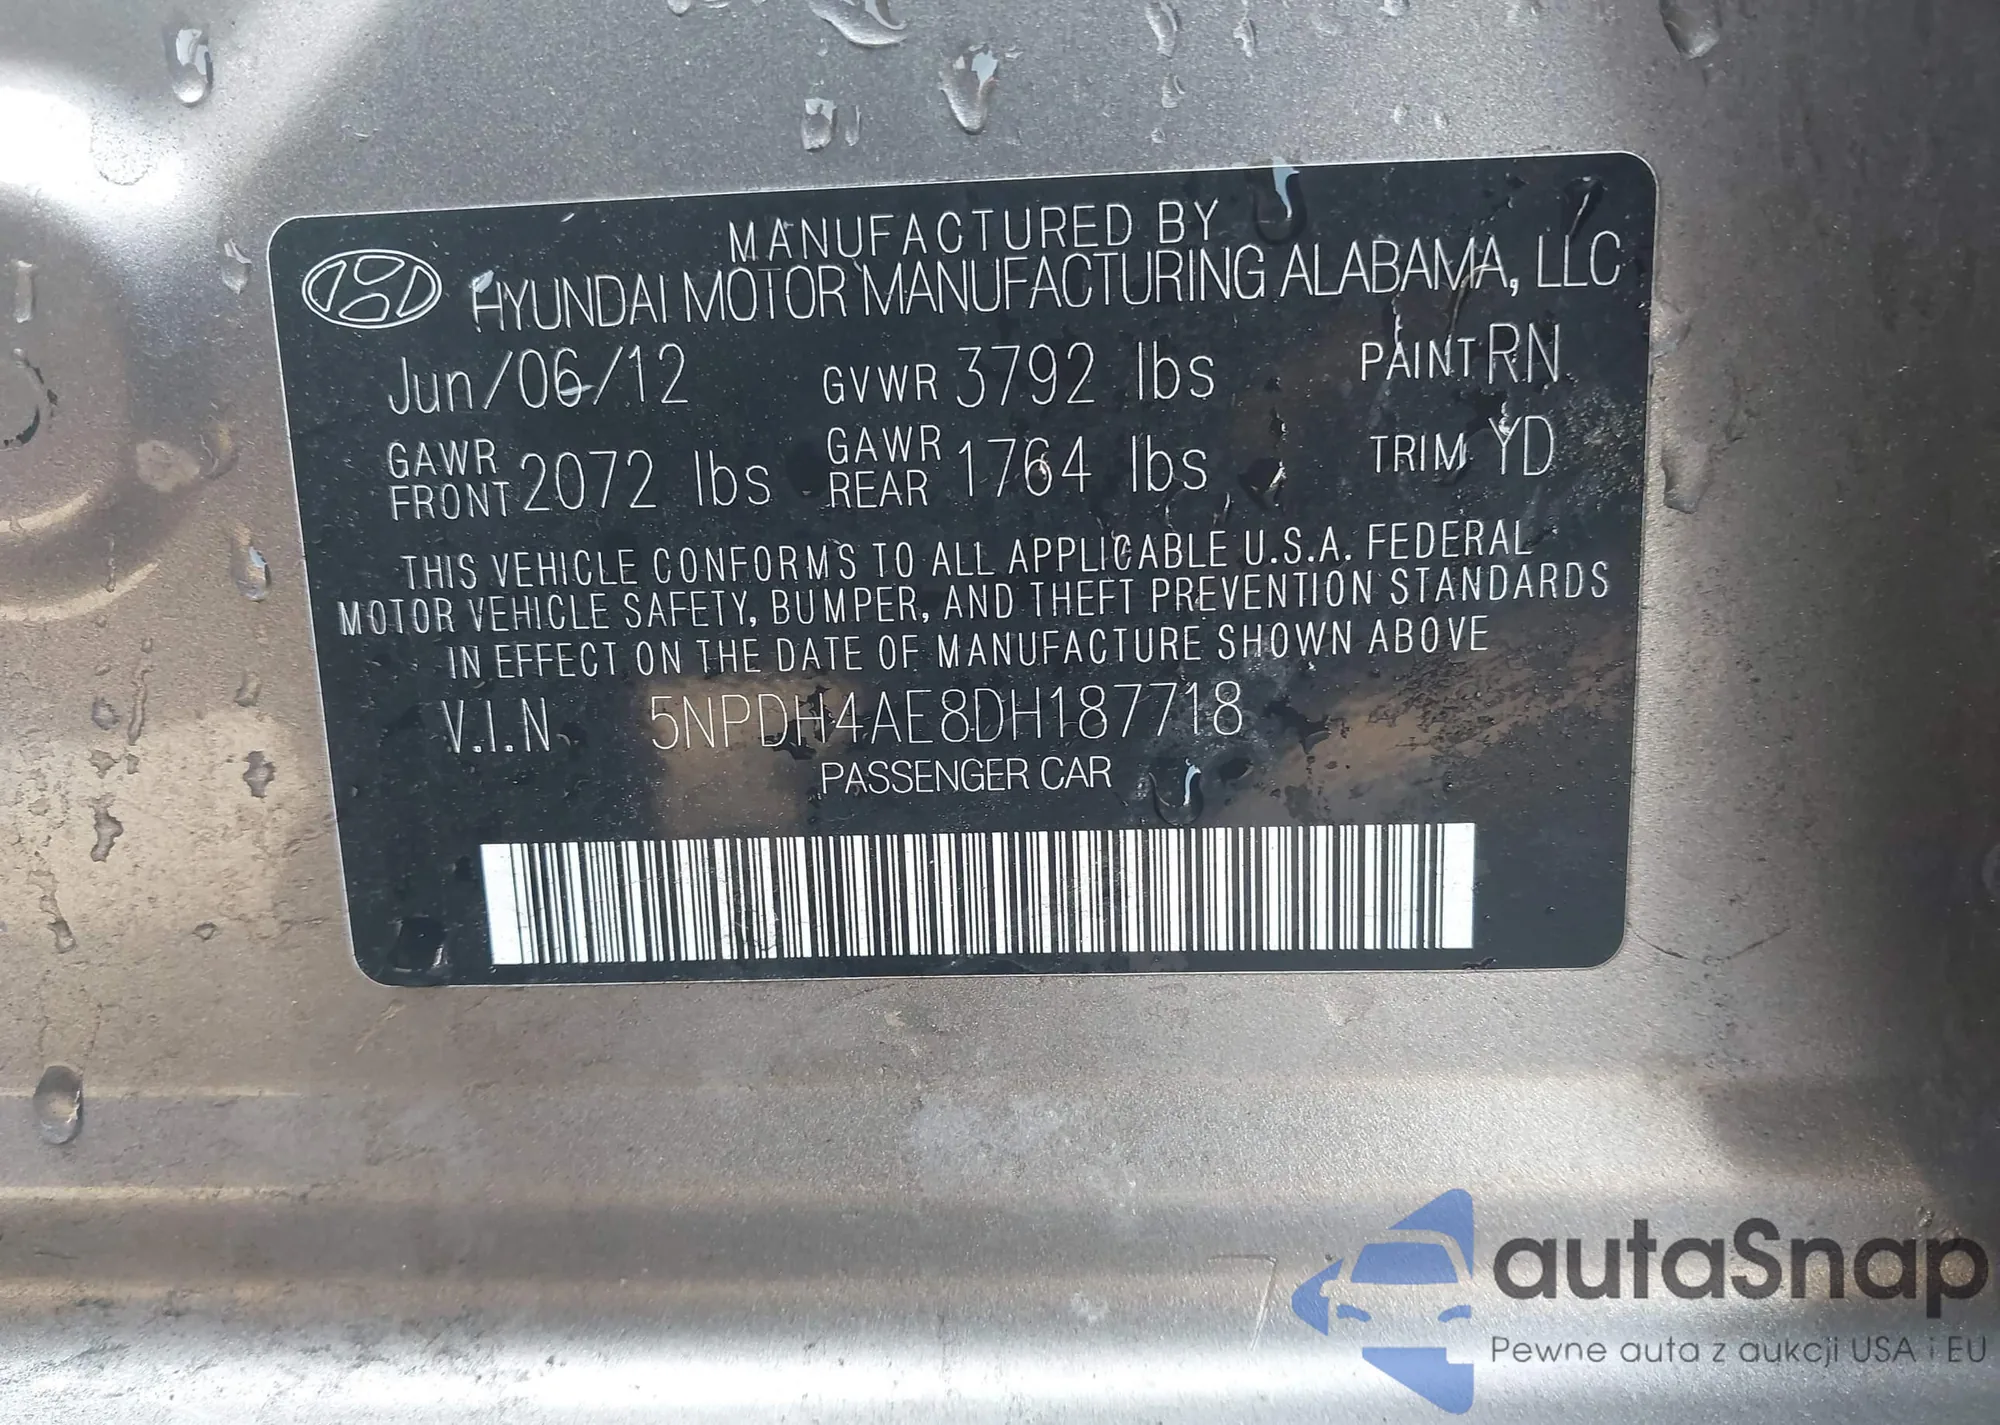 MANUFACTURED BY
HYUNDAI MOTOR MANUFACTURING ALABAMA, LLC
Jun/06/12 GVWR 3792 lbs PAINT RN
GAWR FRONT 2072 lbs GAWR REAR 1764 lbs TRIM YD
THIS VEHICLE CONFORMS TO ALL APPLICABLE U.S.A. FEDERAL
MOTOR VEHICLE SAFETY, BUMPER, AND THEFT PREVENTION STANDARDS
IN EFFECT ON THE DATE OF MANUFACTURE SHOWN ABOVE
V.I.N 5NPDH4AE8DH187718
PASSENGER CAR
autaSnap
Pewne auta z aukcji USA i EU